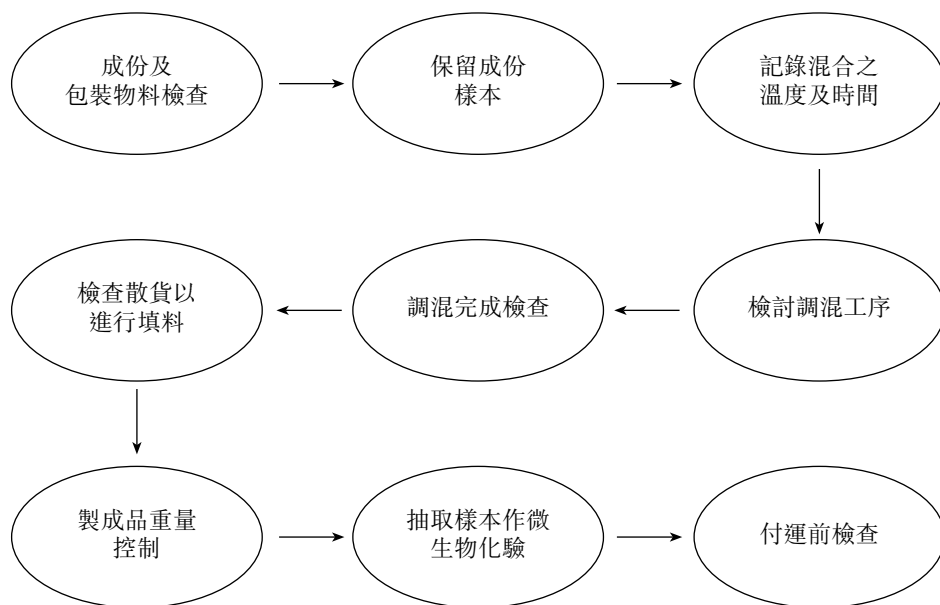 成份及
包裝物料檢查
保留成份
樣本
記錄混合之
溫度及時間
檢查散貨以
進行填料
調混完成檢查
檢討調混工序
製成品重量
控制
抽取樣本作微
生物化驗
付運前檢查